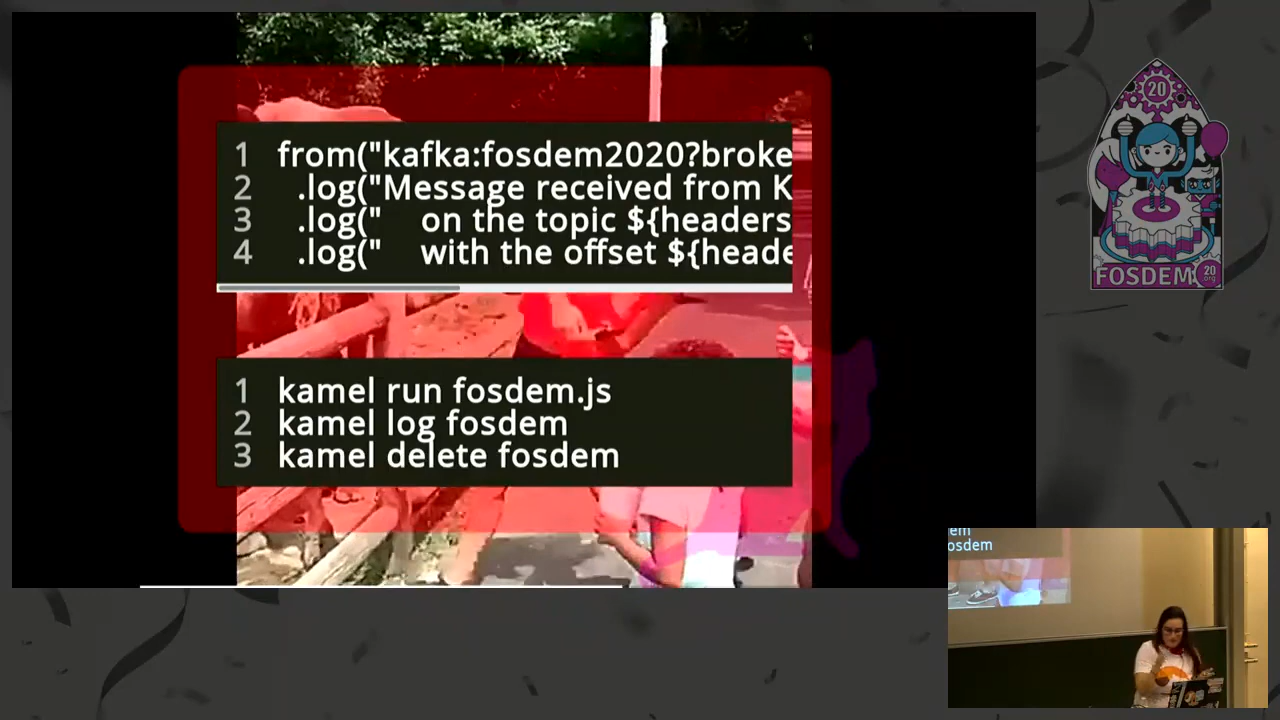 1 from("kafka:fosdem2020?broke
2 .log("Message received from K
3 .log(" on the topic ${headers
4 .log(" with the offset ${heade
1 kamel run fosdem.js
2 kamel log fosdem
3 kamel delete fosdem
20
FOSDEM 20
.org
em
osdem